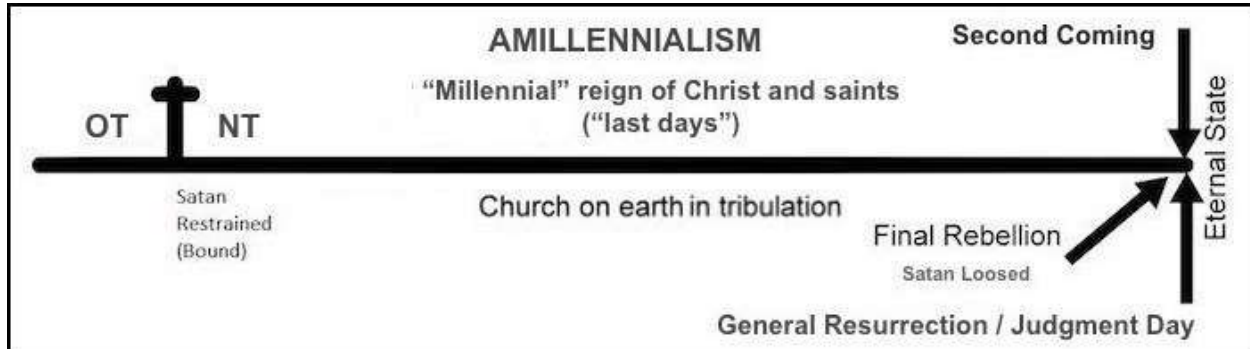 AMILLENNIALISM
Second Coming
“Millennial” reign of Christ and saints
(“last days”)
OT
NT
Eternal State
Satan
Restrained
(Bound)
Church on earth in tribulation
Final Rebellion
Satan Loosed
General Resurrection / Judgment Day